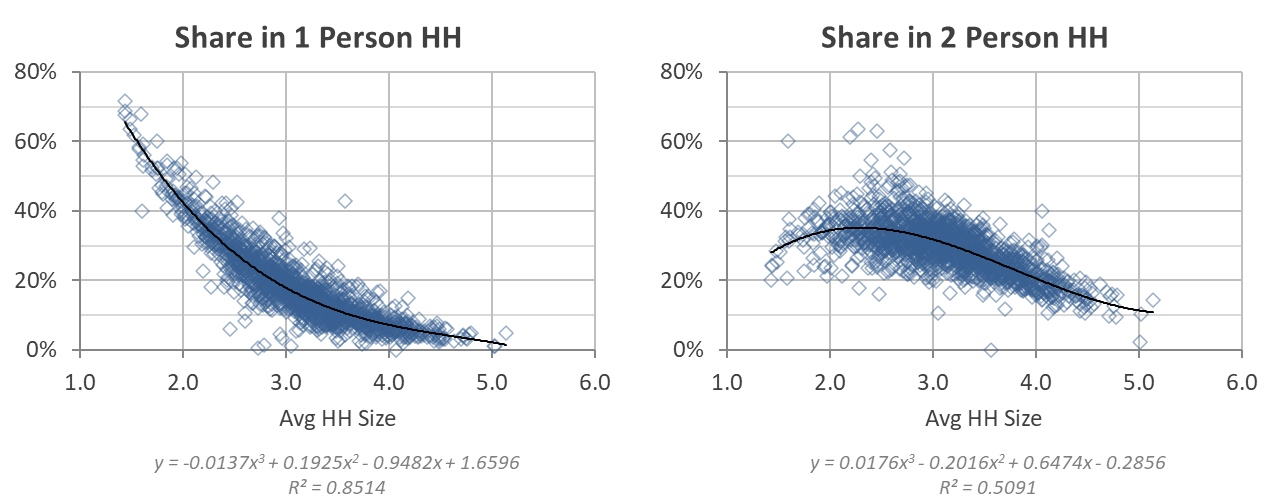 Share in 1 Person HH
80%
60%
40%
20%
0%
1.0 2.0 3.0 4.0 5.0 6.0
Avg HH Size
y = -0.0137x³ + 0.1925x² - 0.9482x + 1.6596
R² = 0.8514
Share in 2 Person HH
80%
60%
40%
20%
0%
1.0 2.0 3.0 4.0 5.0 6.0
Avg HH Size
y = 0.0176x³ - 0.2016x² + 0.6474x - 0.2856
R² = 0.5091